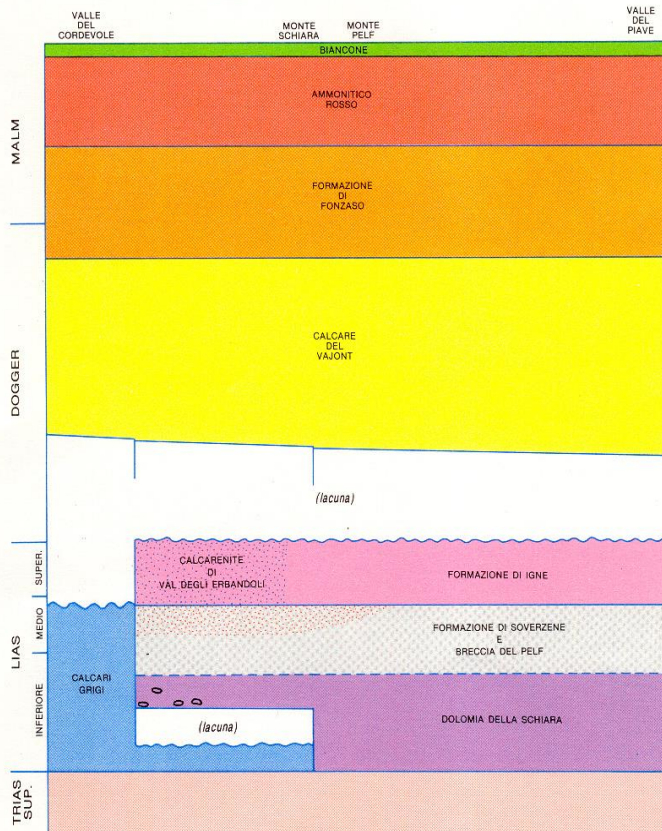 VALLE
DEL
CORDEVOLE
MONTE
SCHIARA
MONTE
PELF
VALLE
DEL
PIAVE
BIANCONE
MALM
AMMONITICO
ROSSO
FORMAZIONE
DI
FONZASO
DOGGER
CALCARE
DEL
VAJONT
(lacuna)
LIAS
SUPER.
CALCARENITE
DI
VAL DEGLI ERBANDOLI
FORMAZIONE DI IGNE
MEDIO
FORMAZIONE DI SOVERZENE
E
BRECCIA DEL PELF
INFERIORE
CALCARI
GRIGI
(lacuna)
DOLOMIA DELLA SCHIARA
TRIAS
SUP.